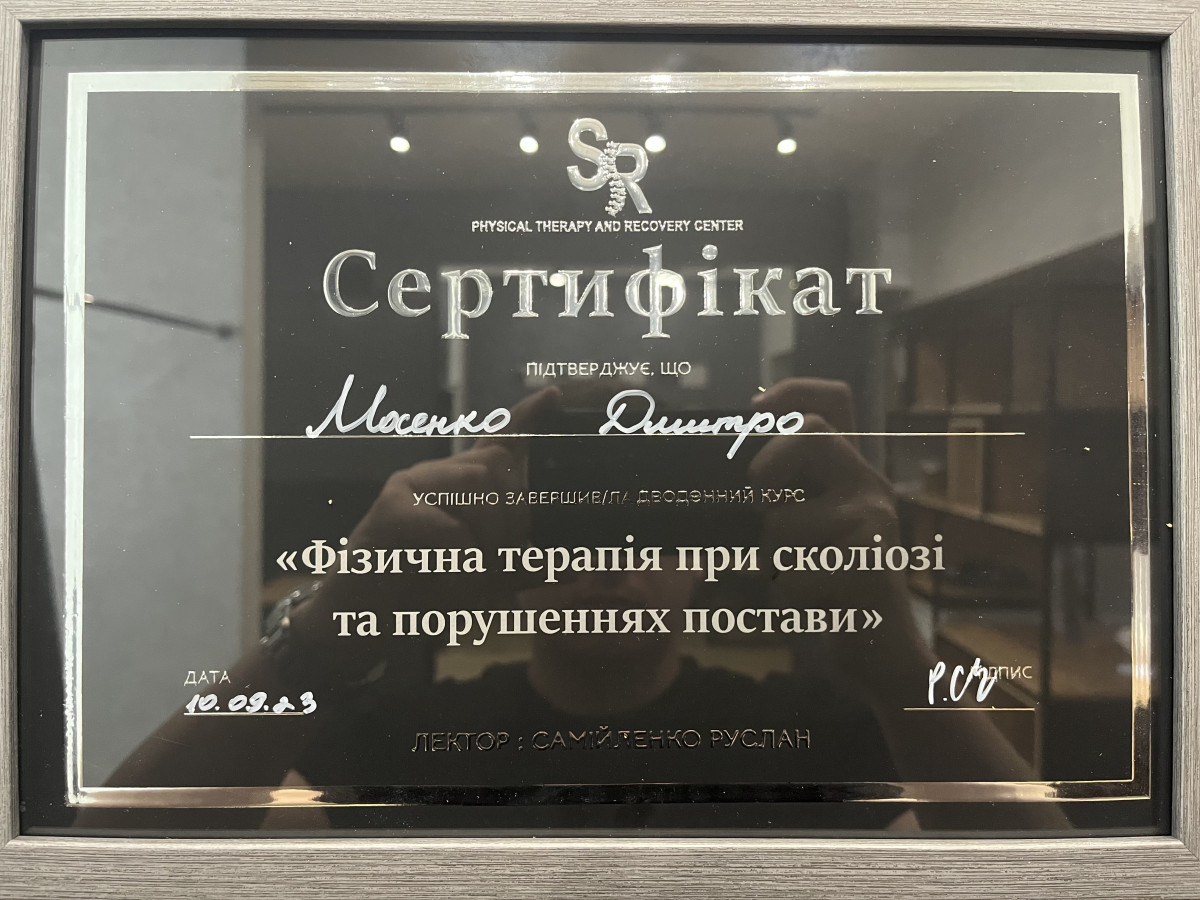 SR
PHYSICAL THERAPY AND RECOVERY CENTER
Сертифікат
ПІДТВЕРДЖУЄ, ЩО
Дмитро
УСПІШНО ЗАВЕРШИВ/ЛА ДВОДЕННИЙ КУРС
«Фізична терапія при сколіозі
та порушеннях постави»
ДАТА
10.09.23
ПІДПИС
ЛЕКТОР : САМІЙЛЕНКО РУСЛАН